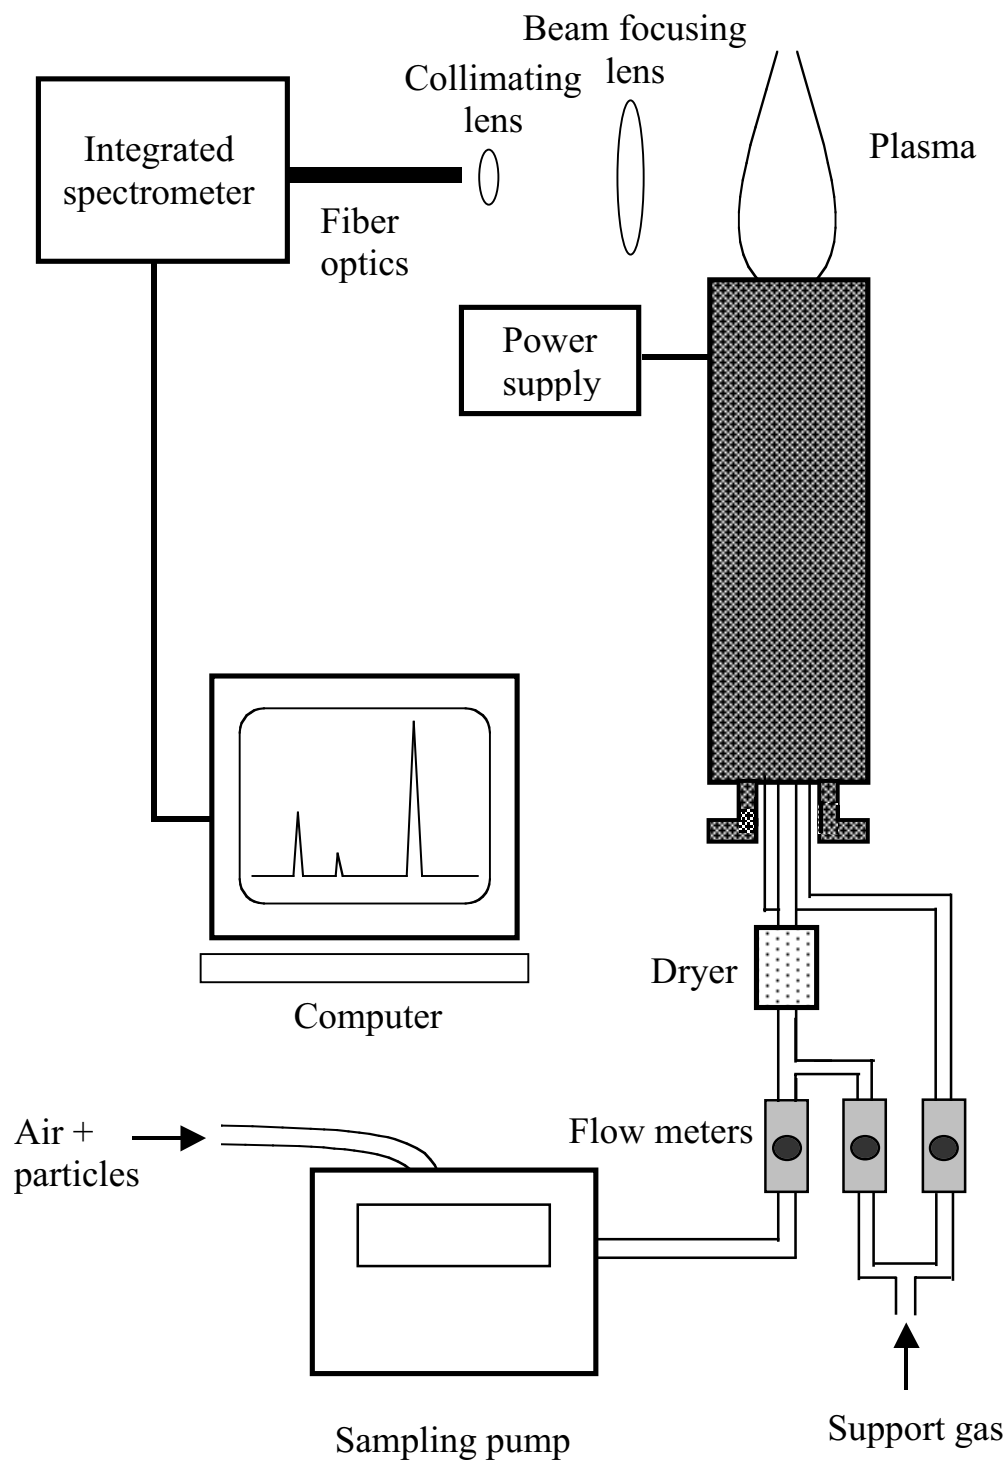 Beam focusing
lens
Collimating
lens
Integrated
spectrometer
Plasma
Fiber
optics
Power
supply
Dryer
Computer
Air +
particles
Flow meters
Support gas
Sampling pump